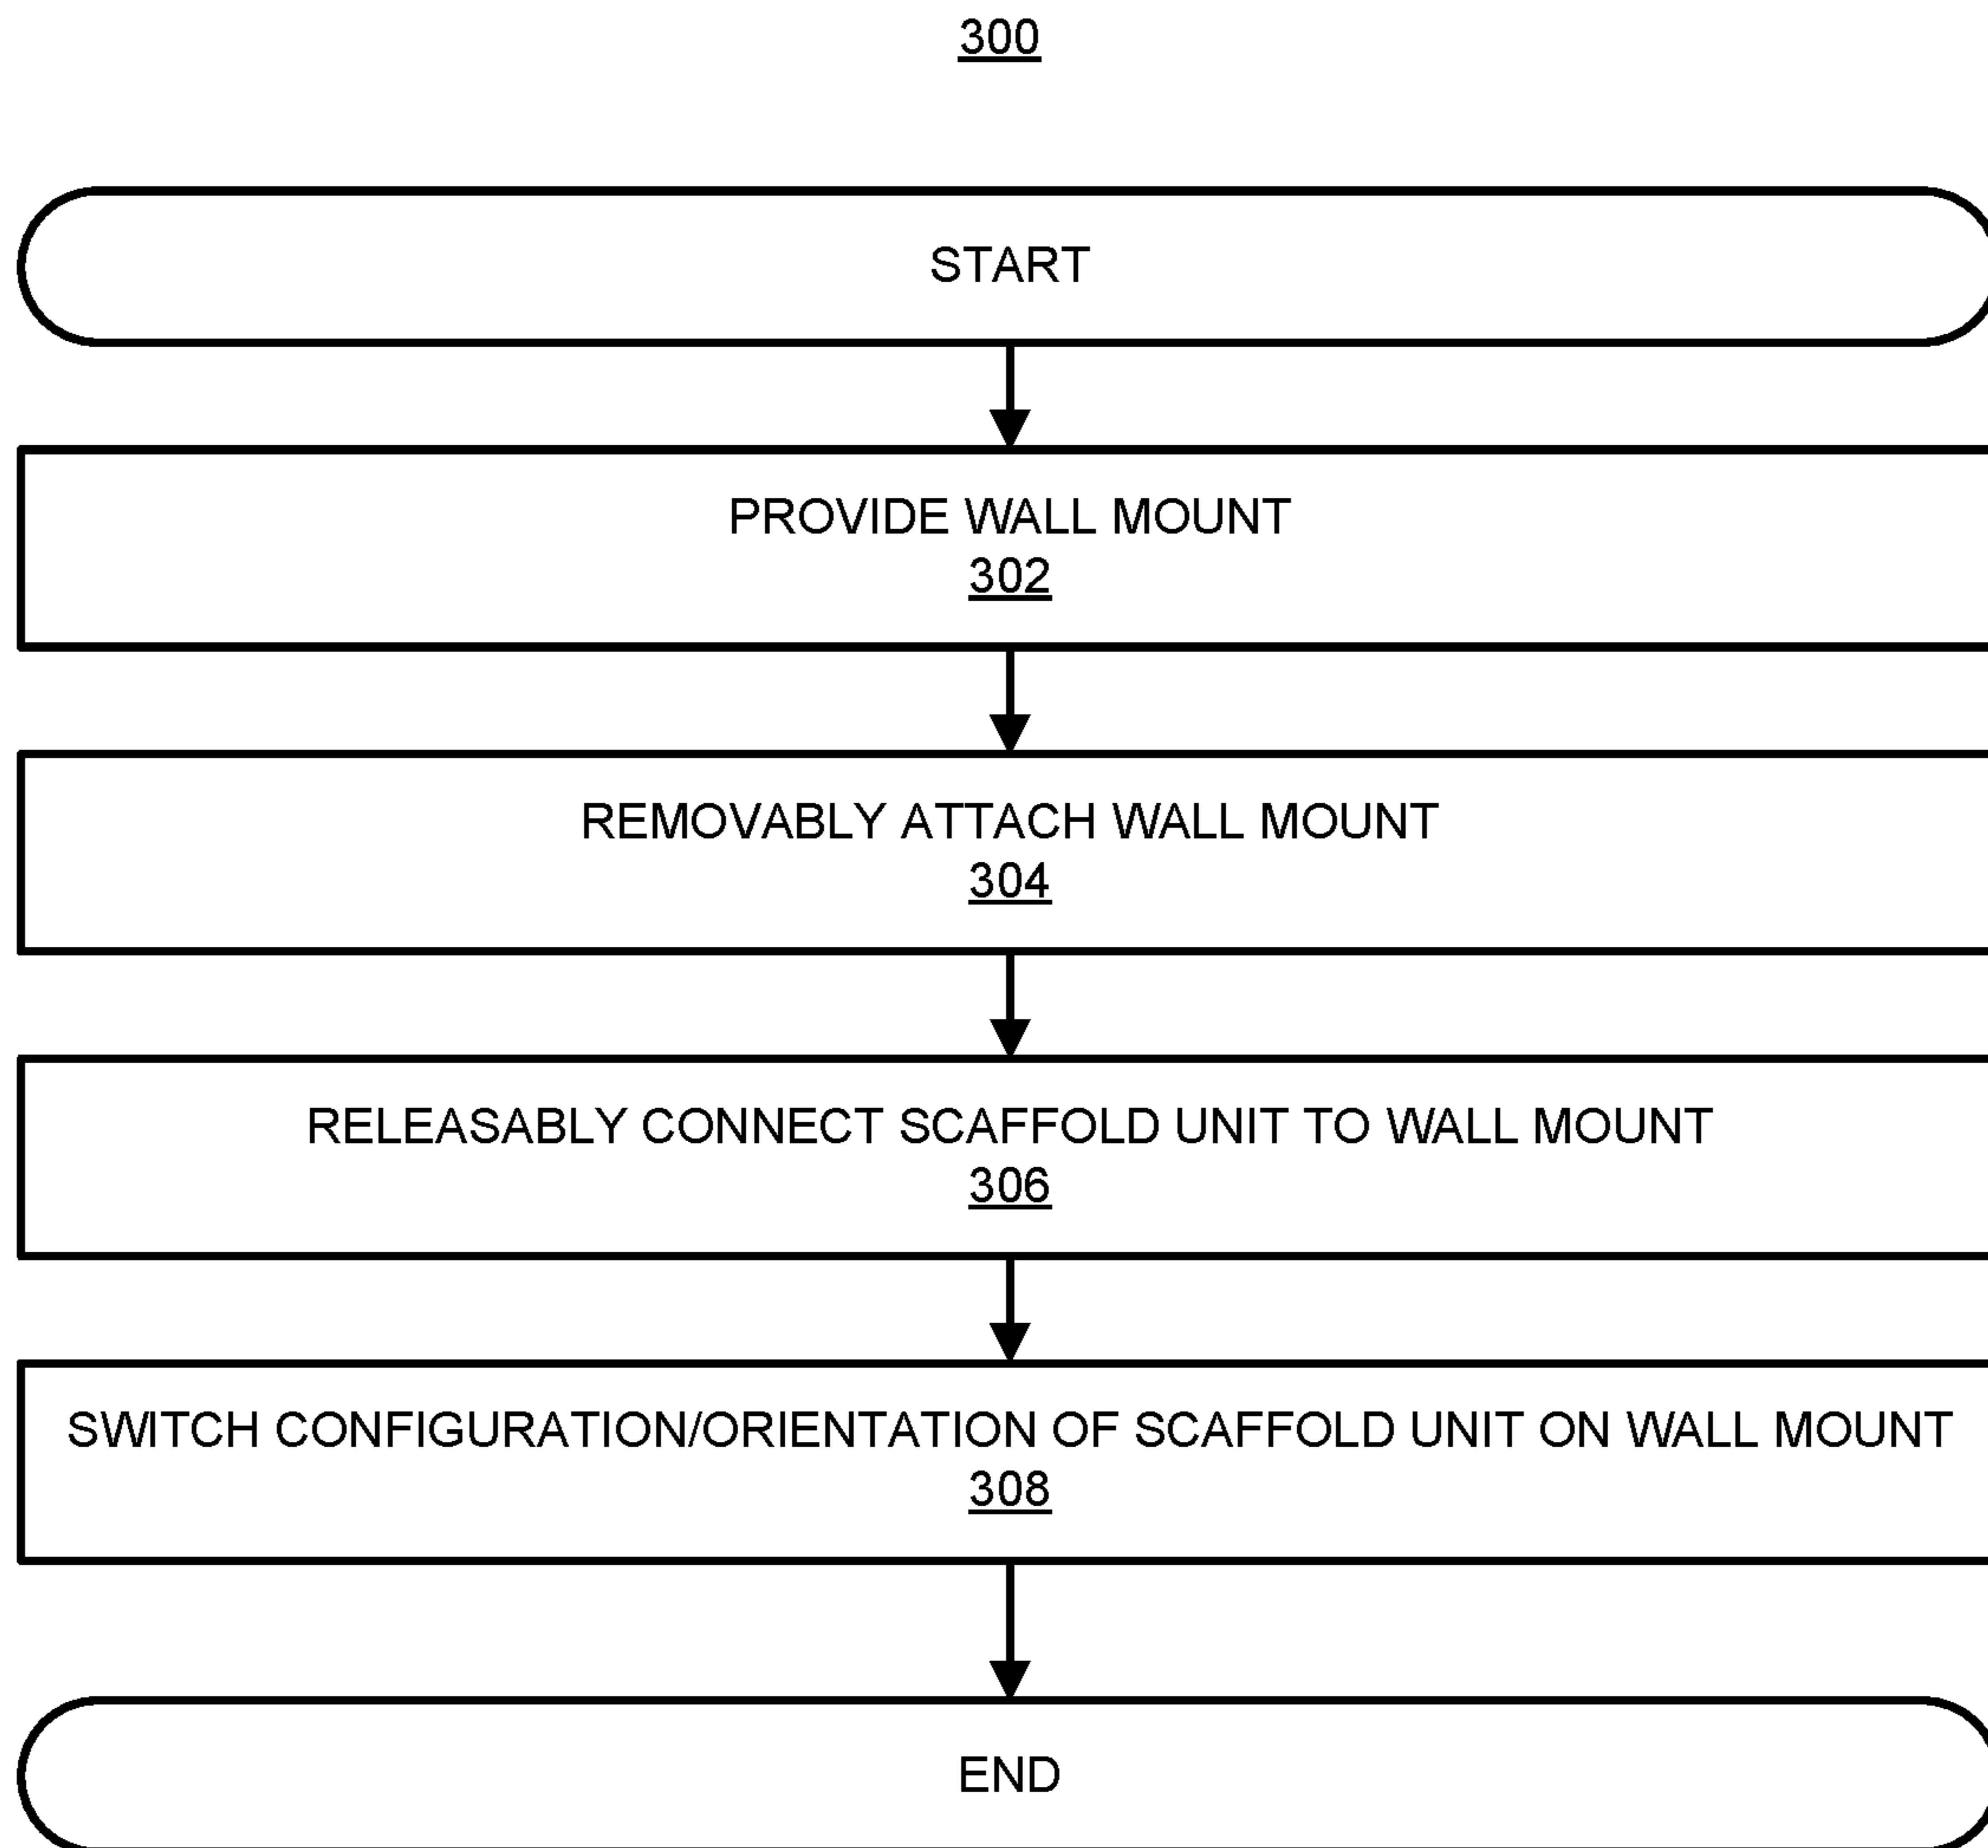 300
START
PROVIDE WALL MOUNT
302
REMOVABLY ATTACH WALL MOUNT
304
RELEASABLY CONNECT SCAFFOLD UNIT TO WALL MOUNT
306
SWITCH CONFIGURATION/ORIENTATION OF SCAFFOLD UNIT ON WALL MOUNT
308
END